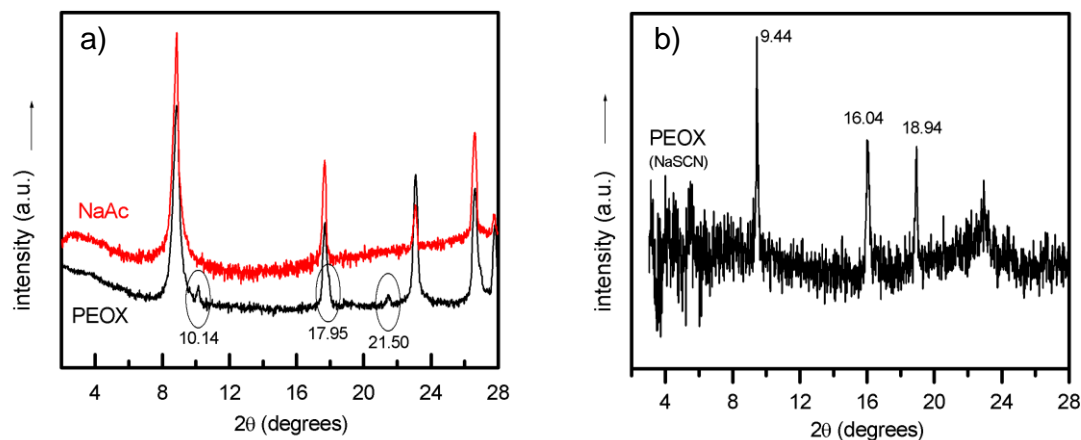 a)
intensity (a.u.)
NaAc
PEOX
10.14
17.95
21.50
4 8 12 16 20 24 28
2θ (degrees)
b)
intensity (a.u.)
9.44
16.04
18.94
PEOX
(NaSCN)
4 8 12 16 20 24 28
2θ (degrees)